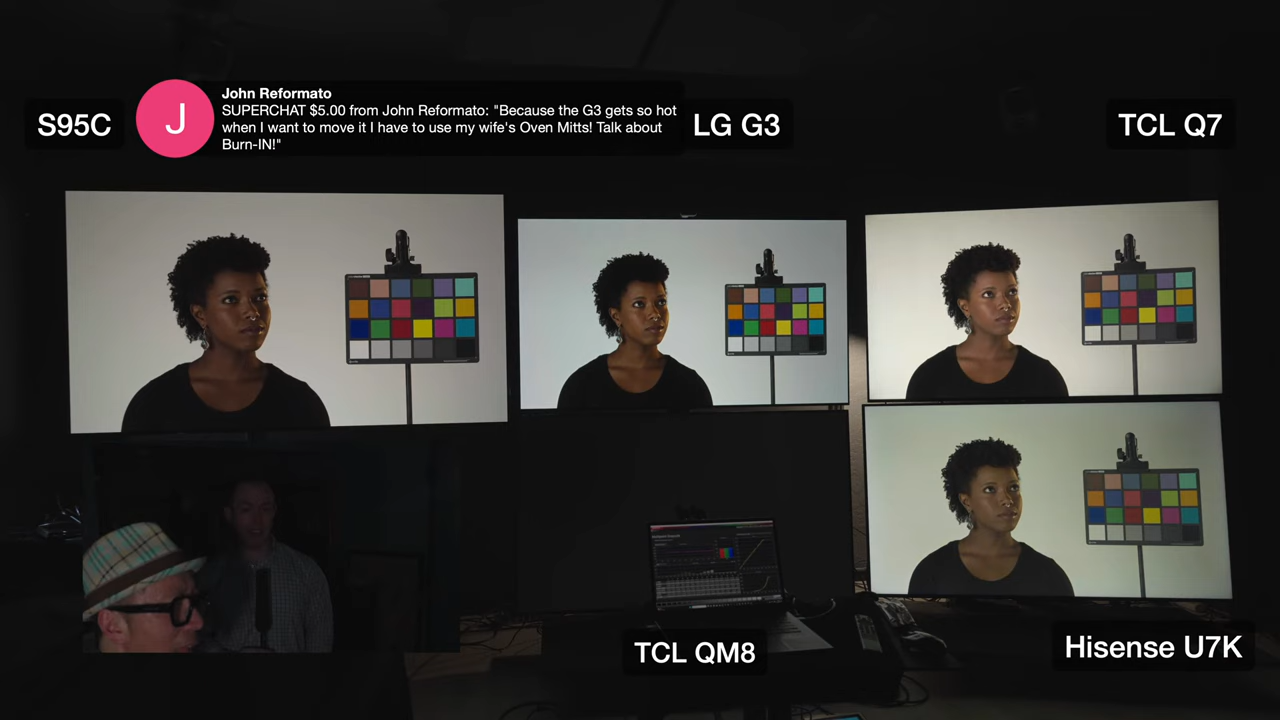 S95C
J
John Reformato
SUPERCHAT $5.00 from John Reformato: "Because the G3 gets so hot
when I want to move it I have to use my wife's Oven Mitts! Talk about
Burn-IN!"
LG G3
TCL Q7
TCL QM8
Hisense U7K